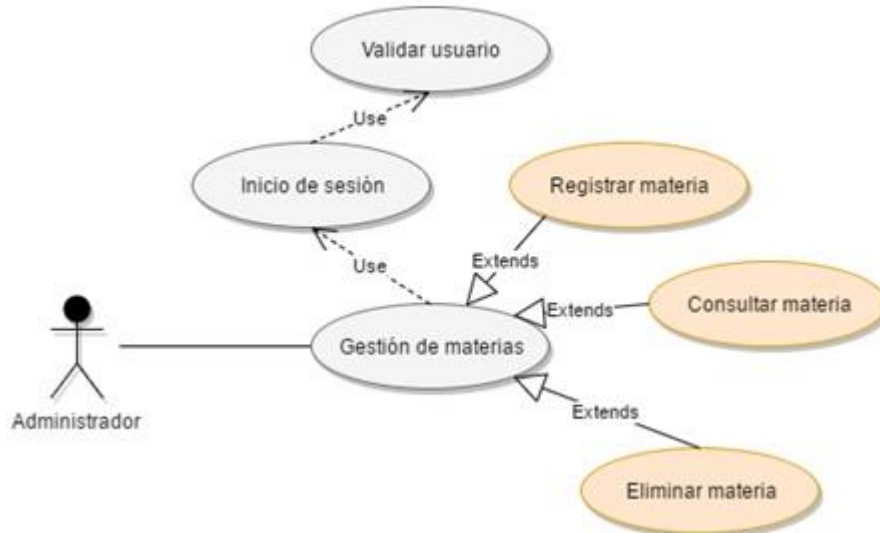 Validar usuario
Use
Inicio de sesión
Registrar materia
Use
Extends
Extends
Consultar materia
Gestión de materias
Administrador
Extends
Eliminar materia